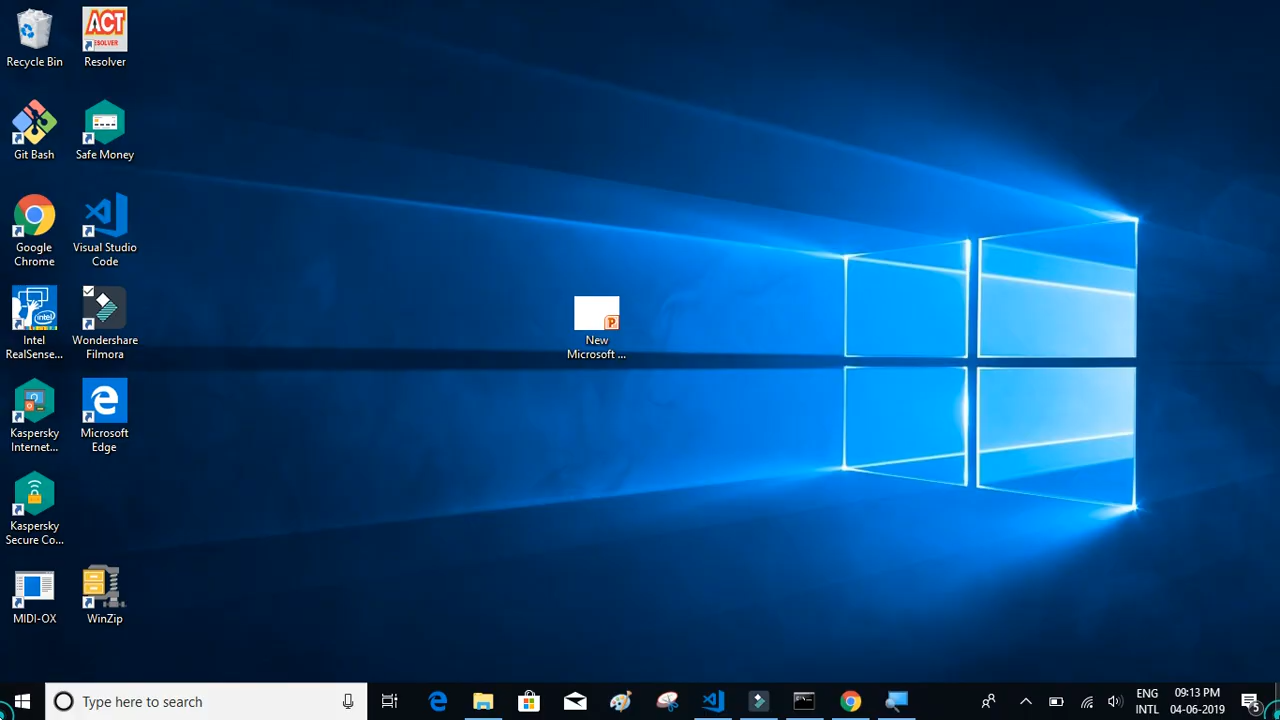 Recycle Bin
ACT
RESOLVER
Resolver
Git Bash
Safe Money
Google
Chrome
Visual Studio
Code
intel
Intel
RealSense...
Wondershare
Filmora
P
New
Microsoft ...
Kaspersky
Internet...
Microsoft
Edge
Kaspersky
Secure Co...
MIDI-OX
WinZip
Type here to search
ENG
INTL
09:13 PM
04-06-2019
5